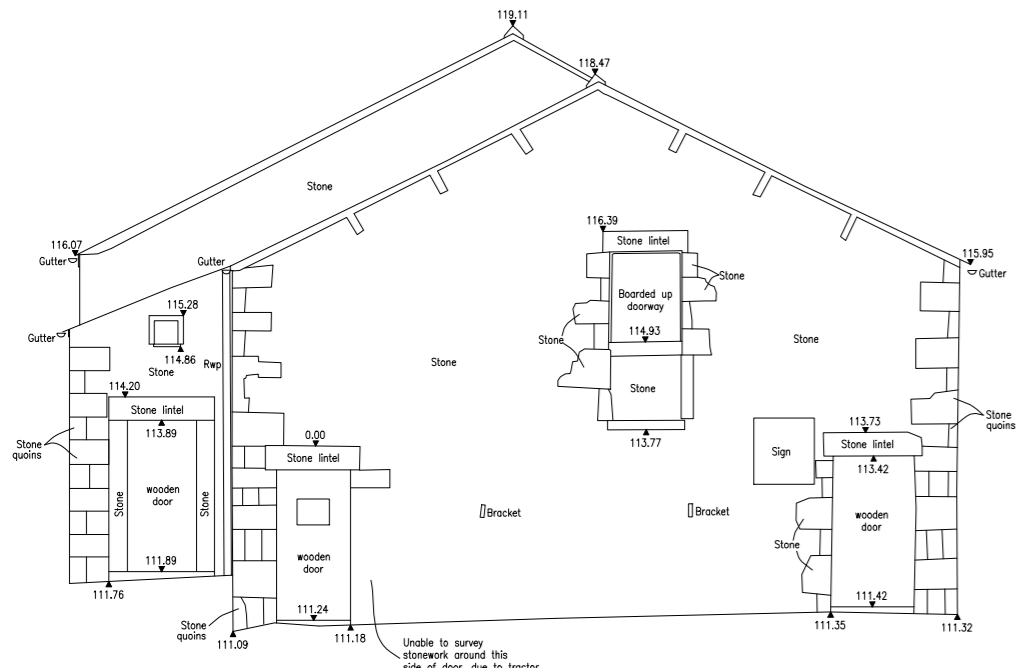 119.11
118.47
Stone
116.39
116.07
Gutter
Stone lintel
Gutter
115.95
Gutter
Stone
115.28
Boarded up
doorway
114.93
Gutter
Stone
Stone
114.86
Rwp
Stone
Stone
Stone
114.20
Stone lintel
113.89
113.77
Stone
quoins
0.00
113.73
Stone
quoins
Stone lintel
Stone lintel
Sign
113.42
Stone
wooden
door
Stone
Bracket
Bracket
wooden
door
wooden
door
Stone
111.89
111.76
111.24
111.42
Stone
quoins
111.09
111.18
111.35
111.32
Unable to survey
stonework around this
side of door, due to tractor